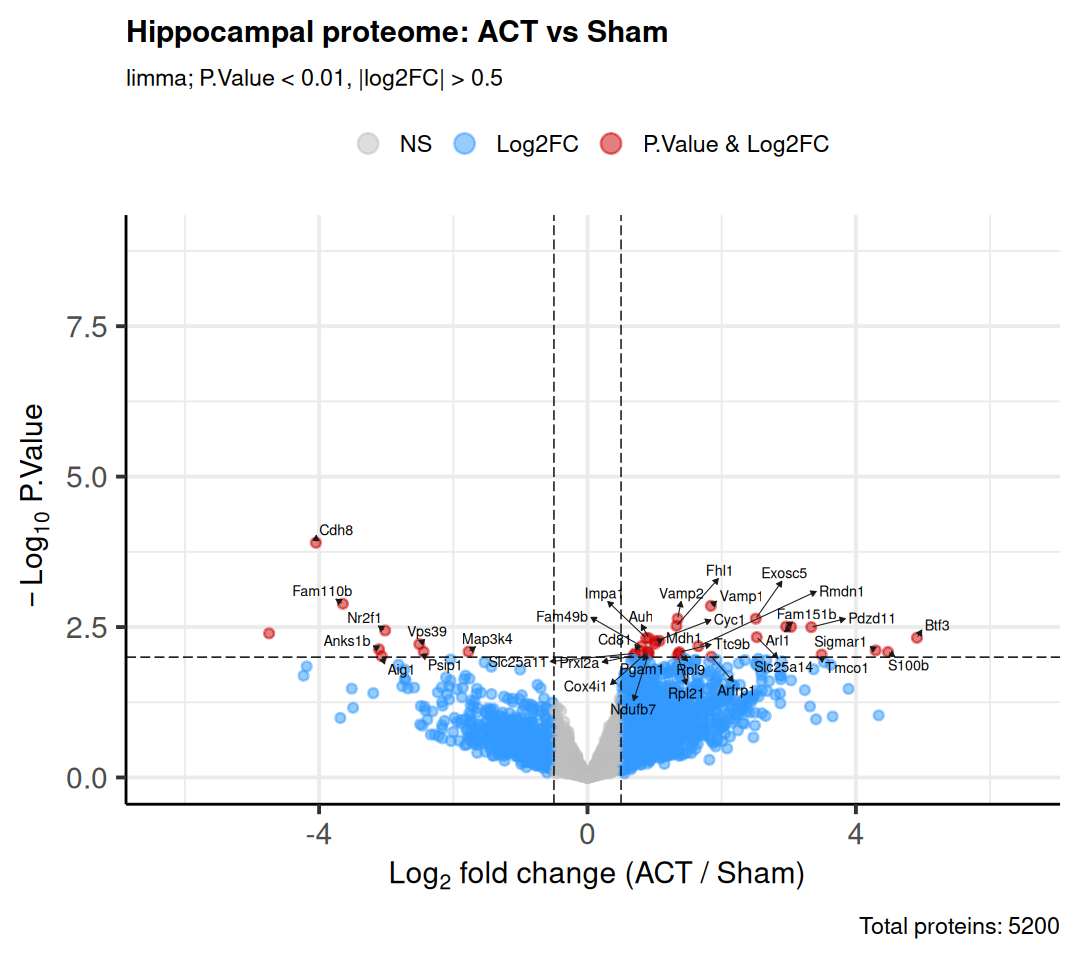 Hippocampal proteome: ACT vs Sham
limma; P.Value < 0.01, |log2FC| > 0.5
NS Log2FC P.Value & Log2FC
− Log10 P.Value
7.5
5.0
2.5
0.0
Cdh8
Fam110b
Nr2f1
Anks1b
Aig1
Vps39
Psip1
Map3k4
Slc25a11
Prxl2a
Fam49b
Impa1
Auh
Cd81
Cox4i1
Ndufb7
Pgam1
Mdh1
Vamp2
Fhl1
Vamp1
Cyc1
Ttc9b
Rpl9
Rpl21
Arfrp1
Exosc5
Rmdn1
Fam151b
Arl1
Slc25a14
Pdzd11
Sigmar1
Tmco1
S100b
Btf3
-4 0 4
Log2 fold change (ACT / Sham)
Total proteins: 5200